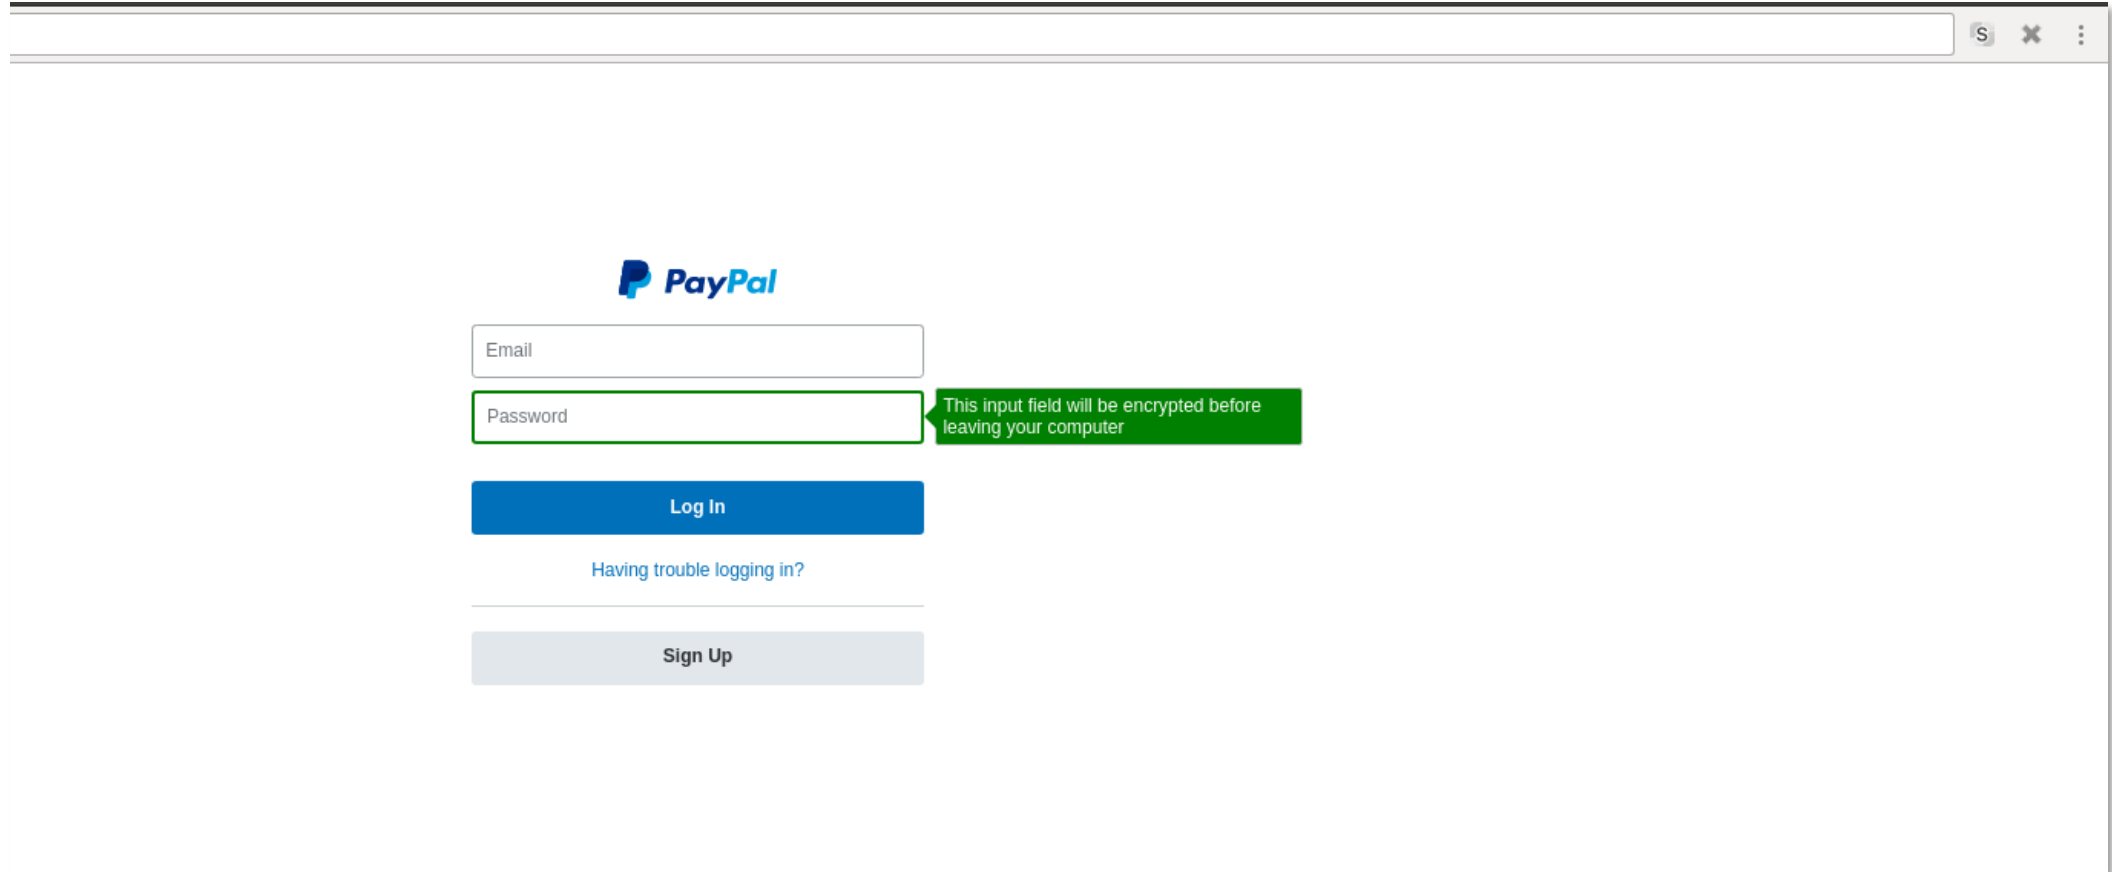 S
PayPal
Email
Password
This input field will be encrypted before
leaving your computer
Log In
Having trouble logging in?
Sign Up